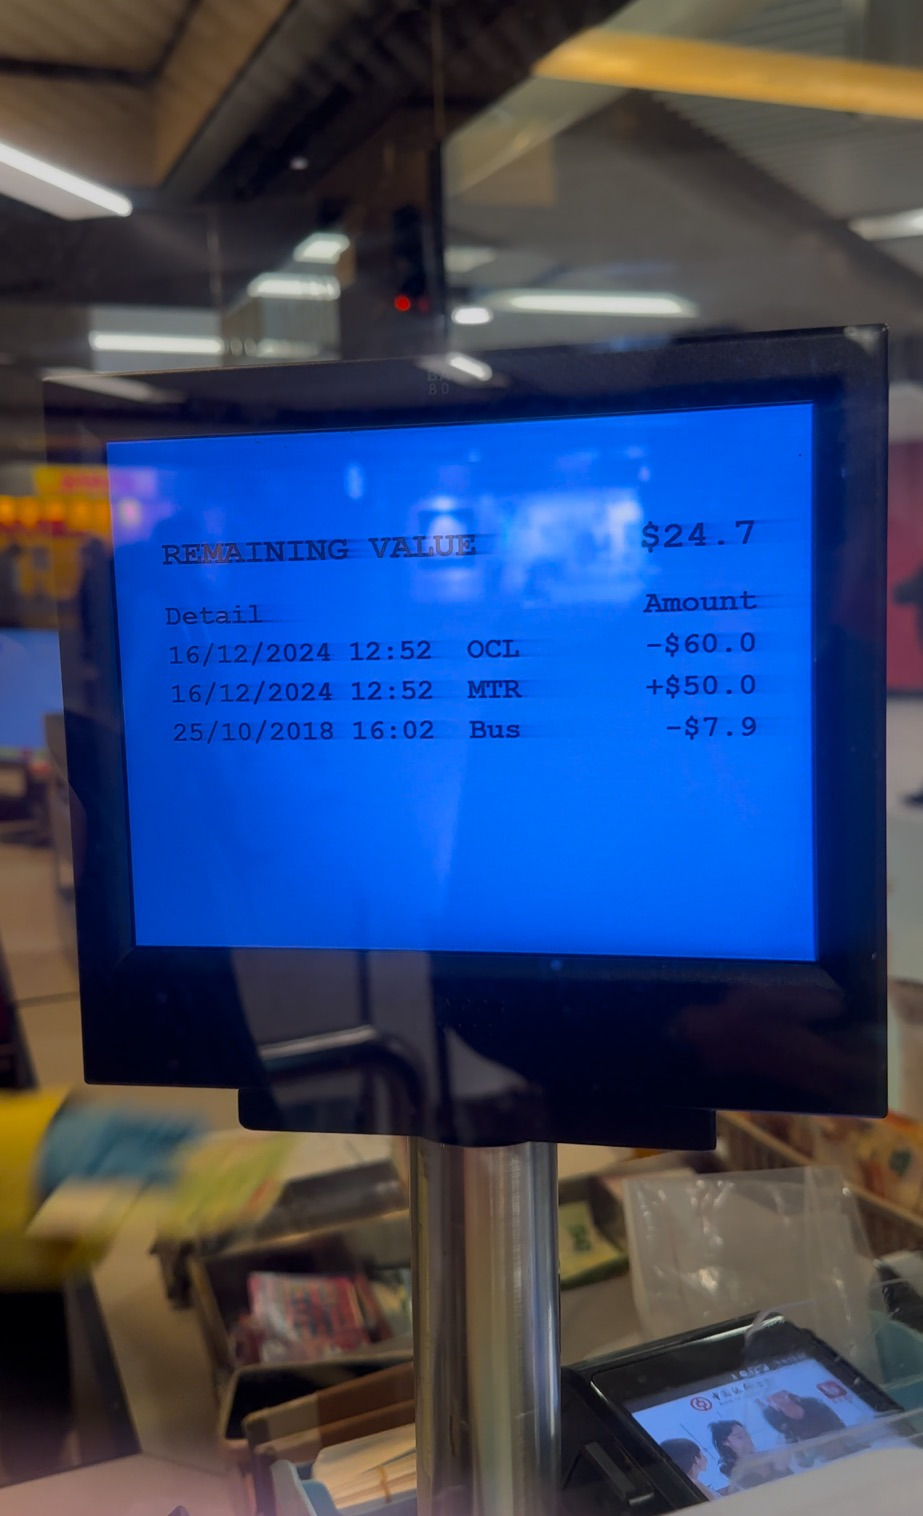 REMAINING VALUE $24.7
Detail Amount
16/12/2024 12:52 OCL -$60.0
16/12/2024 12:52 MTR +$50.0
25/10/2018 16:02 Bus -$7.9